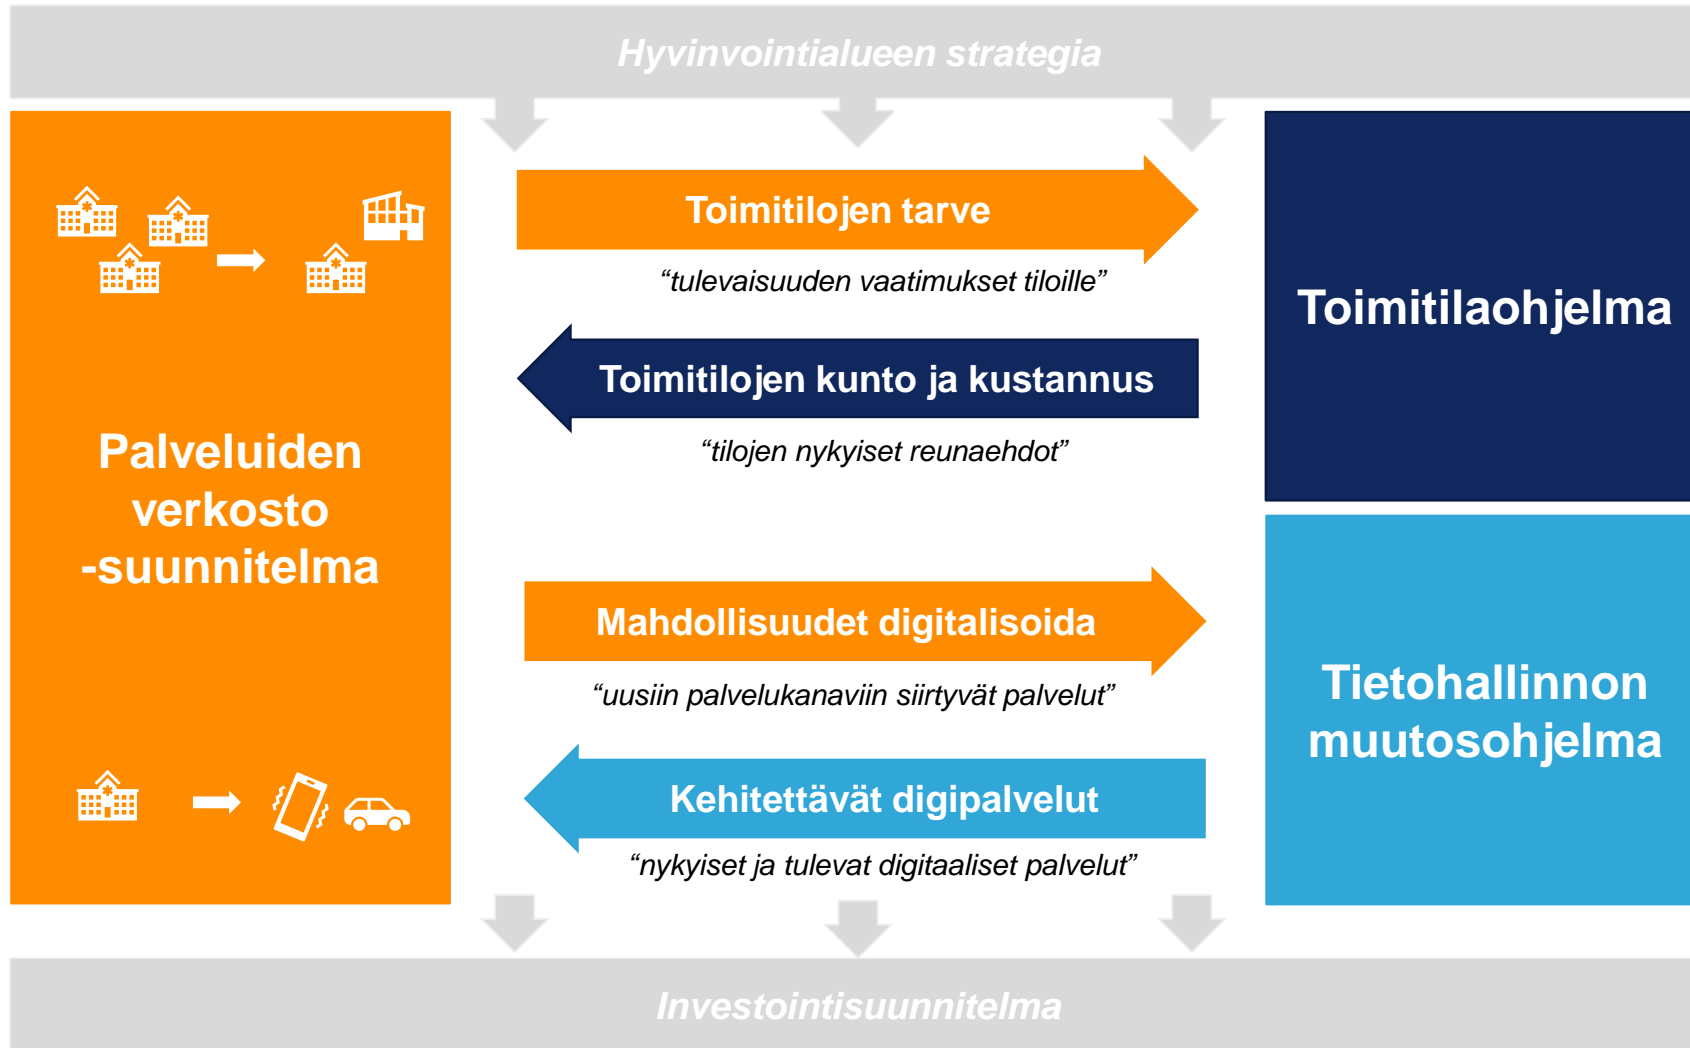 Hyvinvointialueen strategia
Palveluiden
verkosto
-suunnitelma
Toimitilojen tarve
“tulevaisuuden vaatimukset tiloille”
Toimitilojen kunto ja kustannus
“tilojen nykyiset reunaehdot”
Mahdollisuudet digitalisoida
“uusiin palvelukanaviin siirtyvät palvelut”
Kehitettävät digipalvelut
“nykyiset ja tulevat digitaaliset palvelut”
Toimitilaohjelma
Tietohallinnon
muutosohjelma
Investointisuunnitelma